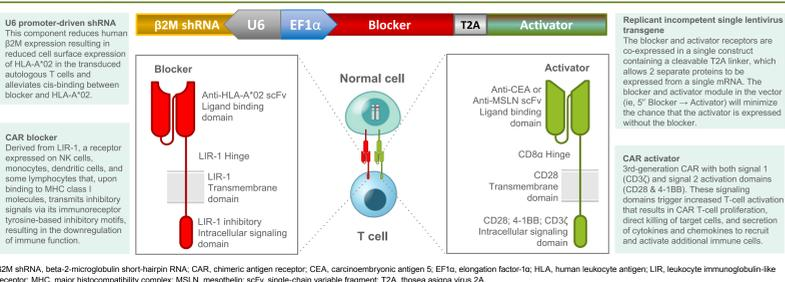 β2M shRNA
U6
EF1α
Blocker
T2A
Activator
U6 promoter-driven shRNA
This component reduces human
β2M expression resulting in
reduced cell surface expression
of HLA-A*02 in the transduced
autologous T cells and
alleviates cis-binding between
blocker and HLA-A*02.
CAR blocker
Derived from LIR-1, a receptor
expressed on NK cells,
monocytes, dendritic cells, and
some lymphocytes that, upon
binding to MHC class I
molecules, transmits inhibitory
signals via its immunoreceptor
tyrosine-based inhibitory motifs,
resulting in the downregulation
of immune function.
Blocker
Anti-HLA-A*02 scFv
Ligand binding
domain
LIR-1 Hinge
LIR-1
Transmembrane
domain
LIR-1 inhibitory
Intracellular signaling
domain
Normal cell
T cell
Activator
Anti-CEA or
Anti-MSLN scFv
Ligand binding
domain
CD8α Hinge
CD28
Transmembrane
domain
CD28; 4-1BB; CD3ζ
Intracellular signaling
domain
Replicant incompetent single lentivirus
transgene
The blocker and activator receptors are
co-expressed in a single construct
containing a cleavable T2A linker, which
allows 2 separate proteins to be
expressed from a single mRNA. The
blocker and activator module in the vector
(ie, 5″ Blocker → Activator) will minimize
the chance that the activator is expressed
without the blocker.
CAR activator
3rd-generation CAR with both signal 1
(CD3ζ) and signal 2 activation domains
(CD28 & 4-1BB). These signaling
domains trigger increased T-cell activation
that results in CAR T-cell proliferation,
direct killing of target cells, and secretion
of cytokines and chemokines to recruit
and activate additional immune cells.
β2M shRNA, beta-2-microglobulin short-hairpin RNA; CAR, chimeric antigen receptor; CEA, carcinoembryonic antigen 5; EF1α, elongation factor-1α; HLA, human leukocyte antigen; LIR, leukocyte immunoglobulin-like
receptor; MHC, major histocompatibility complex; MSLN, mesothelin; scFv, single-chain variable fragment; T2A, thosea asigna virus 2A.